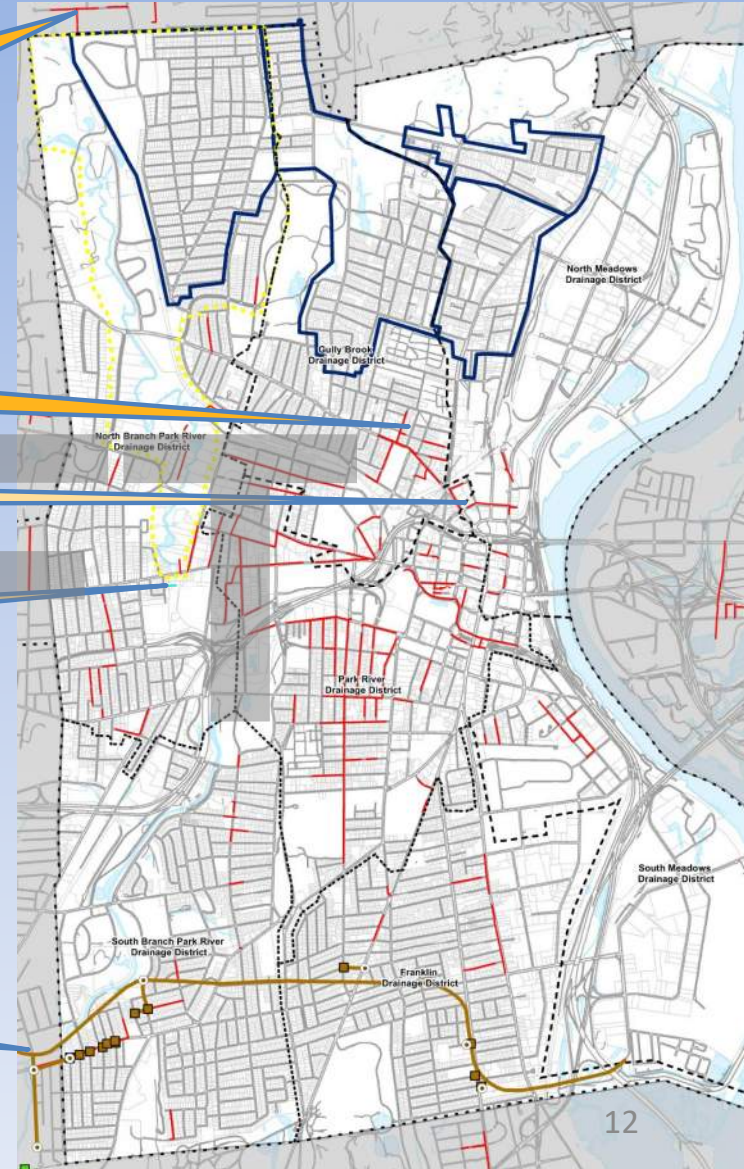 North Meadows
Drainage District
Gully Brook
Drainage District
North Branch Park River
Drainage District
Park River
Drainage District
South Meadows
Drainage District
South Branch Park River
Drainage District
Franklin
Drainage District
12